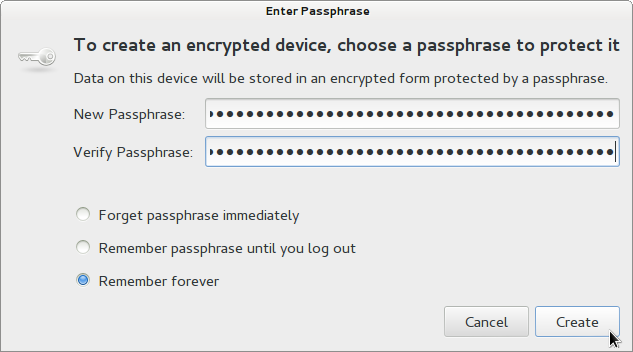 Enter Passphrase
To create an encrypted device, choose a passphrase to protect it
Data on this device will be stored in an encrypted form protected by a passphrase.
New Passphrase:
Verify Passphrase:
Forget passphrase immediately
Remember passphrase until you log out
Remember forever
Cancel Create